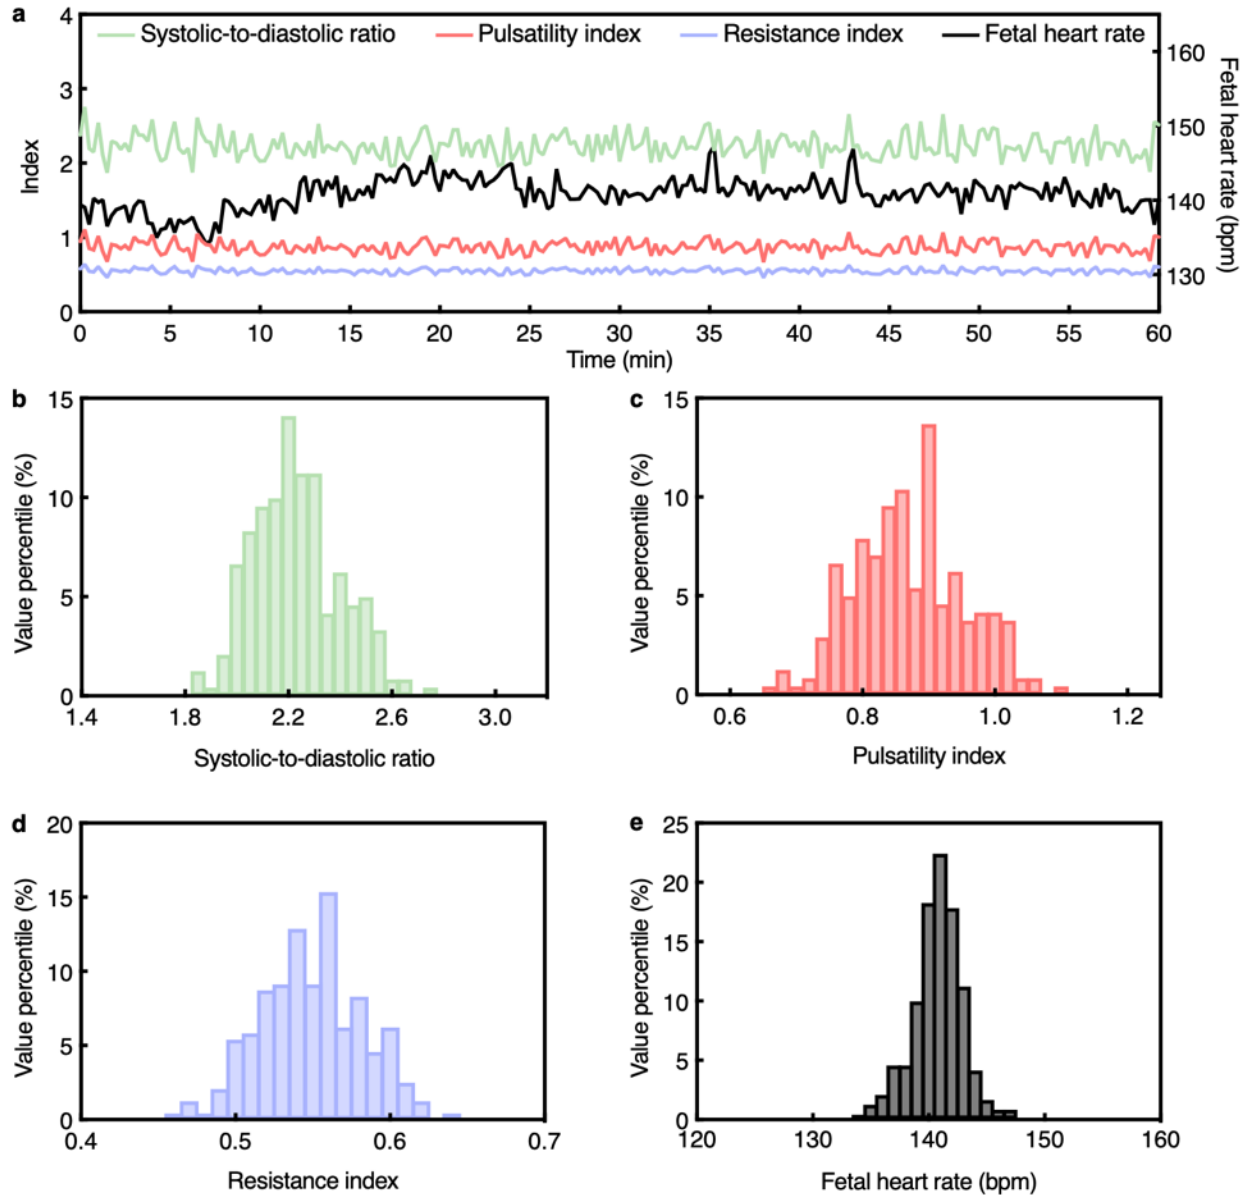 a
4
Systolic-to-diastolic ratio Pulsatility index Resistance index Fetal heart rate
160
3
150
2
140
1
130
0
Index
Fetal heart rate (bpm)
0 5 10 15 20 25 30 35 40 45 50 55 60
Time (min)
b
15
10
5
0
Value percentile (%)
1.4 1.8 2.2 2.6 3.0
Systolic-to-diastolic ratio
c
15
10
5
0
Value percentile (%)
0.6 0.8 1.0 1.2
Pulsatility index
d
20
15
10
5
0
Value percentile (%)
0.4 0.5 0.6 0.7
Resistance index
e
25
20
15
10
5
0
Value percentile (%)
120 130 140 150 160
Fetal heart rate (bpm)